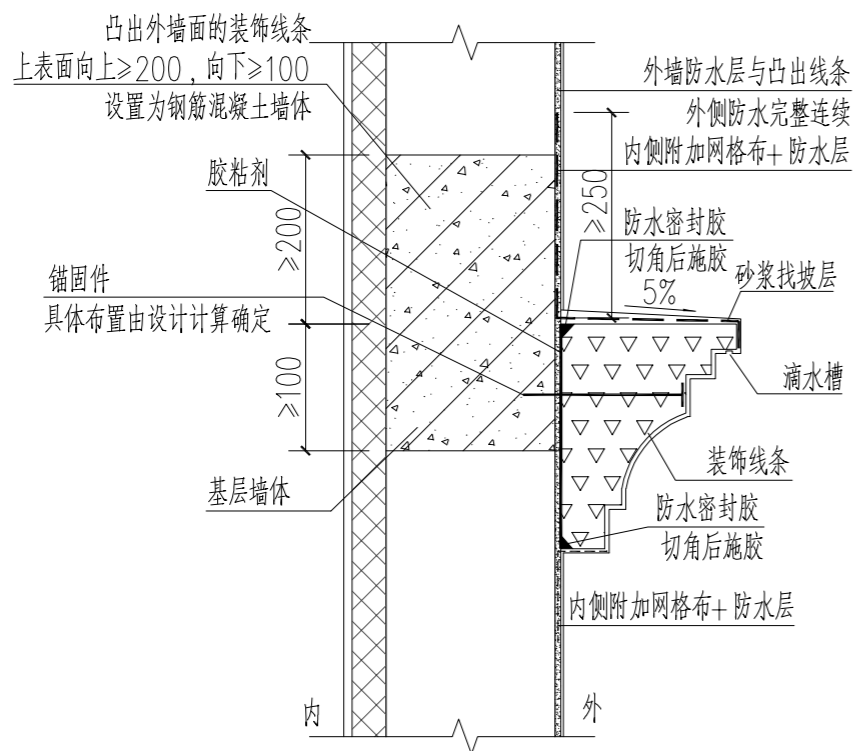 凸出外墙面的装饰线条
上表面向上≥200，向下≥100
设置为钢筋混凝土墙体
胶粘剂
≥200
锚固件
具体布置由设计计算确定
≥100
基层墙体
外墙防水层与凸出线条
外侧防水完整连续
内侧附加网格布+防水层
≥250
防水密封胶
切角后施胶
5%
砂浆找坡层
滴水槽
装饰线条
防水密封胶
切角后施胶
内侧附加网格布+防水层
内
外